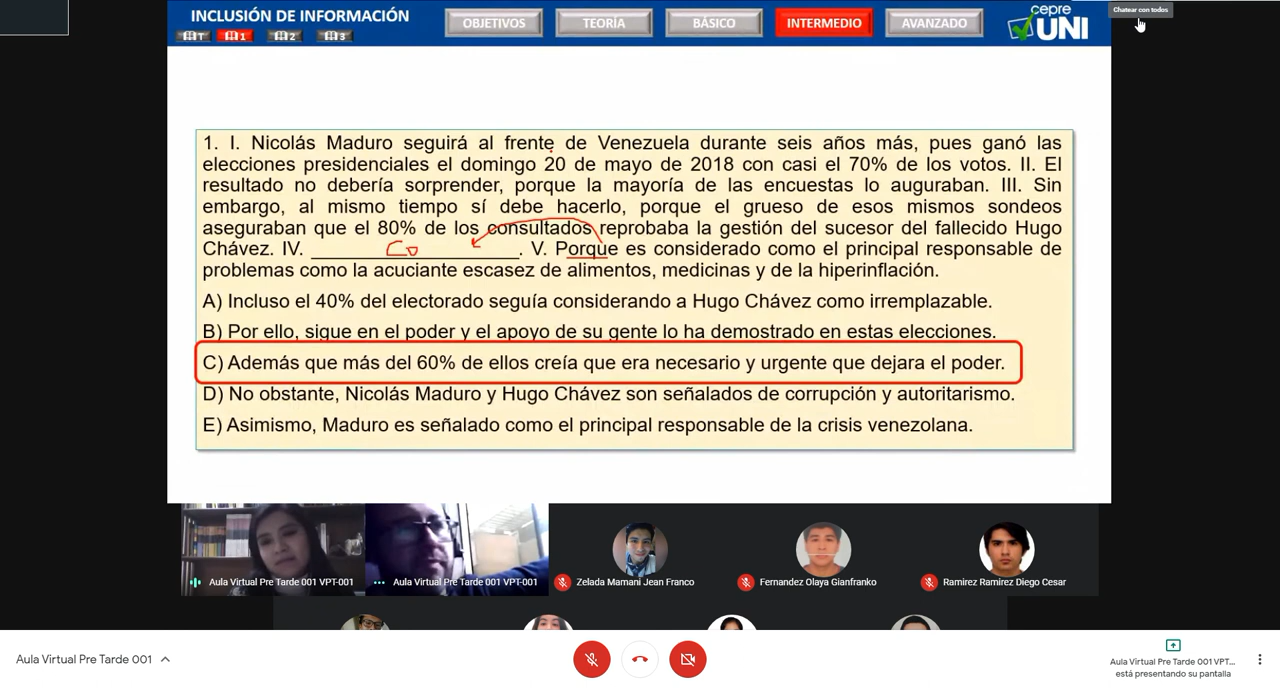 Chatear con todos
INCLUSIÓN DE INFORMACIÓN
OBJETIVOS
TEORÍA
BÁSICO
INTERMEDIO
AVANZADO
cepre
UNI
T
1
2
3
1. I. Nicolás Maduro seguirá al frente de Venezuela durante seis años más, pues ganó las
elecciones presidenciales el domingo 20 de mayo de 2018 con casi el 70% de los votos. II. El
resultado no debería sorprender, porque la mayoría de las encuestas lo auguraban. III. Sin
embargo, al mismo tiempo sí debe hacerlo, porque el grueso de esos mismos sondeos
aseguraban que el 80% de los consultados reprobaba la gestión del sucesor del fallecido Hugo
Chávez. IV. ____________________. V. Porque es considerado como el principal responsable de
problemas como la acuciante escasez de alimentos, medicinas y de la hiperinflación.
A) Incluso el 40% del electorado seguía considerando a Hugo Chávez como irremplazable.
B) Por ello, sigue en el poder y el apoyo de su gente lo ha demostrado en estas elecciones.
C) Además que más del 60% de ellos creía que era necesario y urgente que dejara el poder.
D) No obstante, Nicolás Maduro y Hugo Chávez son señalados de corrupción y autoritarismo.
E) Asimismo, Maduro es señalado como el principal responsable de la crisis venezolana.
Aula Virtual Pre Tarde 001 VPT-001
Aula Virtual Pre Tarde 001 VPT-001
Zelada Mamani Jean Franco
Fernandez Olaya Gianfranko
Ramirez Ramirez Diego Cesar
Aula Virtual Pre Tarde 001
Aula Virtual Pre Tarde 001 VPT...
está presentando su pantalla